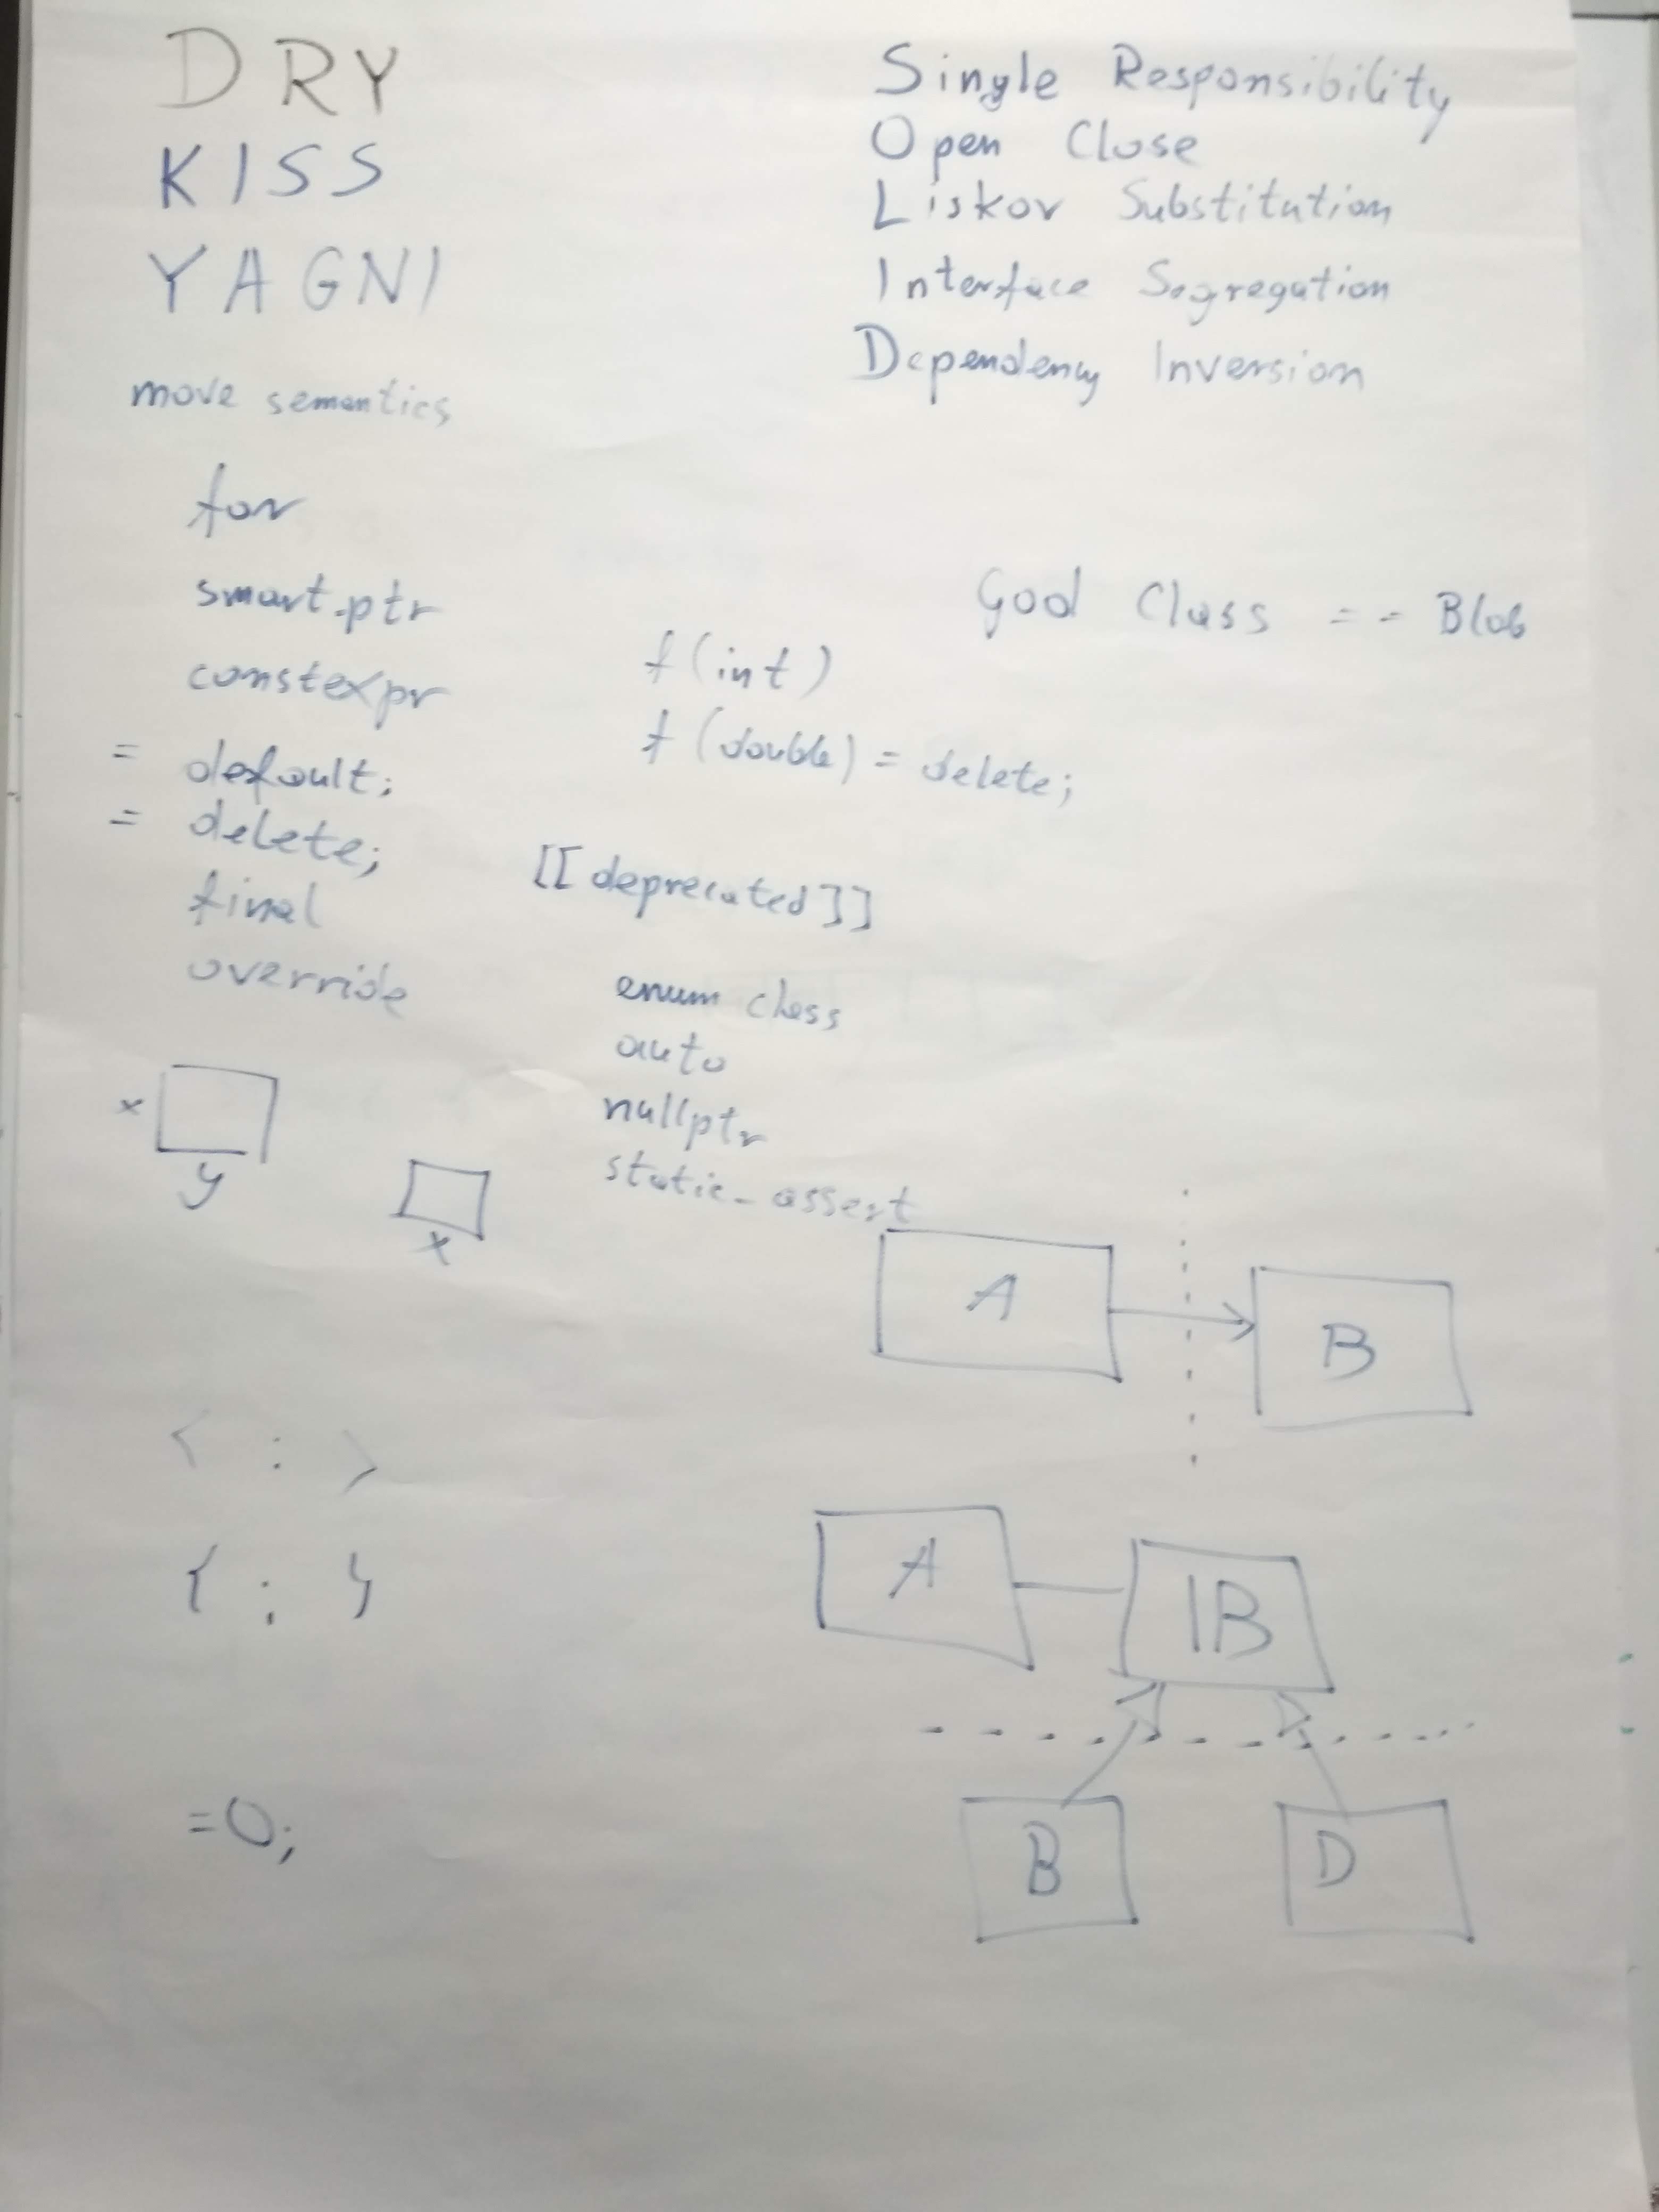 DRY
KISS
YAGNI
Single Responsibility
Open Close
Liskov Substitution
Interface Segregation
Dependency Inversion
move semantics
for
smart-ptr
constexpr
= default;
= delete;
final
override
God Class == Blob
f(int)
f(double) = delete;
[[deprecated]]
enum class
auto
nullptr
static_assert
x
y
x
A
B
< : >
{ ; }
A
IB
B
D
=0;